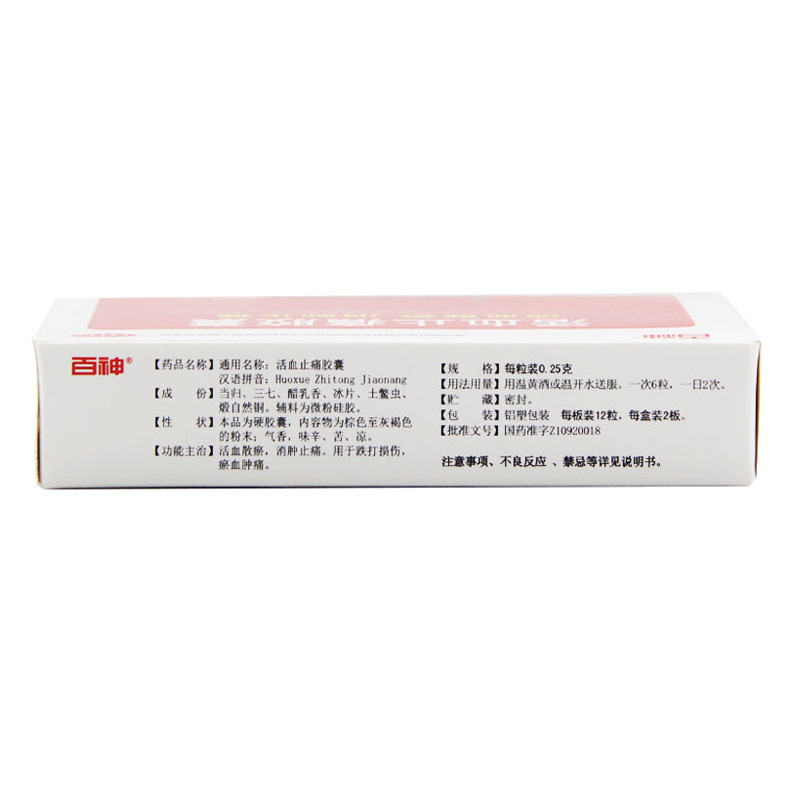 活血止痛胶囊
百神®
【药品名称】通用名称：活血止痛胶囊
汉语拼音：Huoxue Zhitong Jiaonang
【成　　份】当归、三七、醋乳香、冰片、土鳖虫、
煅自然铜。辅料为微粉硅胶。
【性　　状】本品为硬胶囊，内容物为棕色至灰褐色
的粉末；气香，味辛、苦、凉。
【功能主治】活血散瘀，消肿止痛。用于跌打损伤，
瘀血肿痛。
【规　　格】每粒装0.25克
【用法用量】用温黄酒或温开水送服。一次6粒，一日2次。
【贮　　藏】密封。
【包　　装】铝塑包装　每板装12粒，每盒装2板。
【批准文号】国药准字Z10920018
注意事项、不良反应 、禁忌等详见说明书。